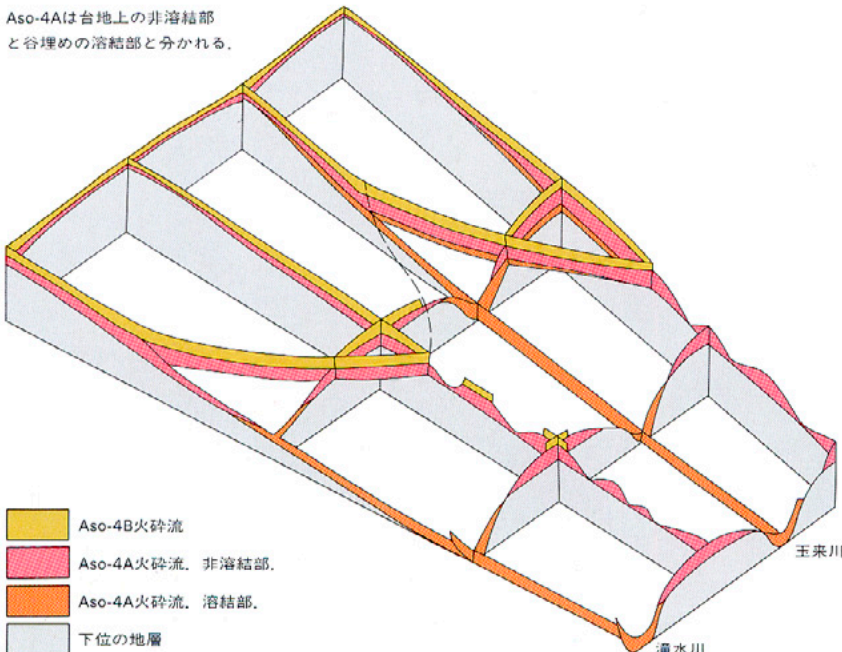 Aso-4Aは台地上の非溶結部
と谷埋めの溶結部と分かれる.
Aso-4B火砕流
Aso-4A火砕流. 非溶結部.
Aso-4A火砕流. 溶結部.
下位の地層
玉来川
滝水川